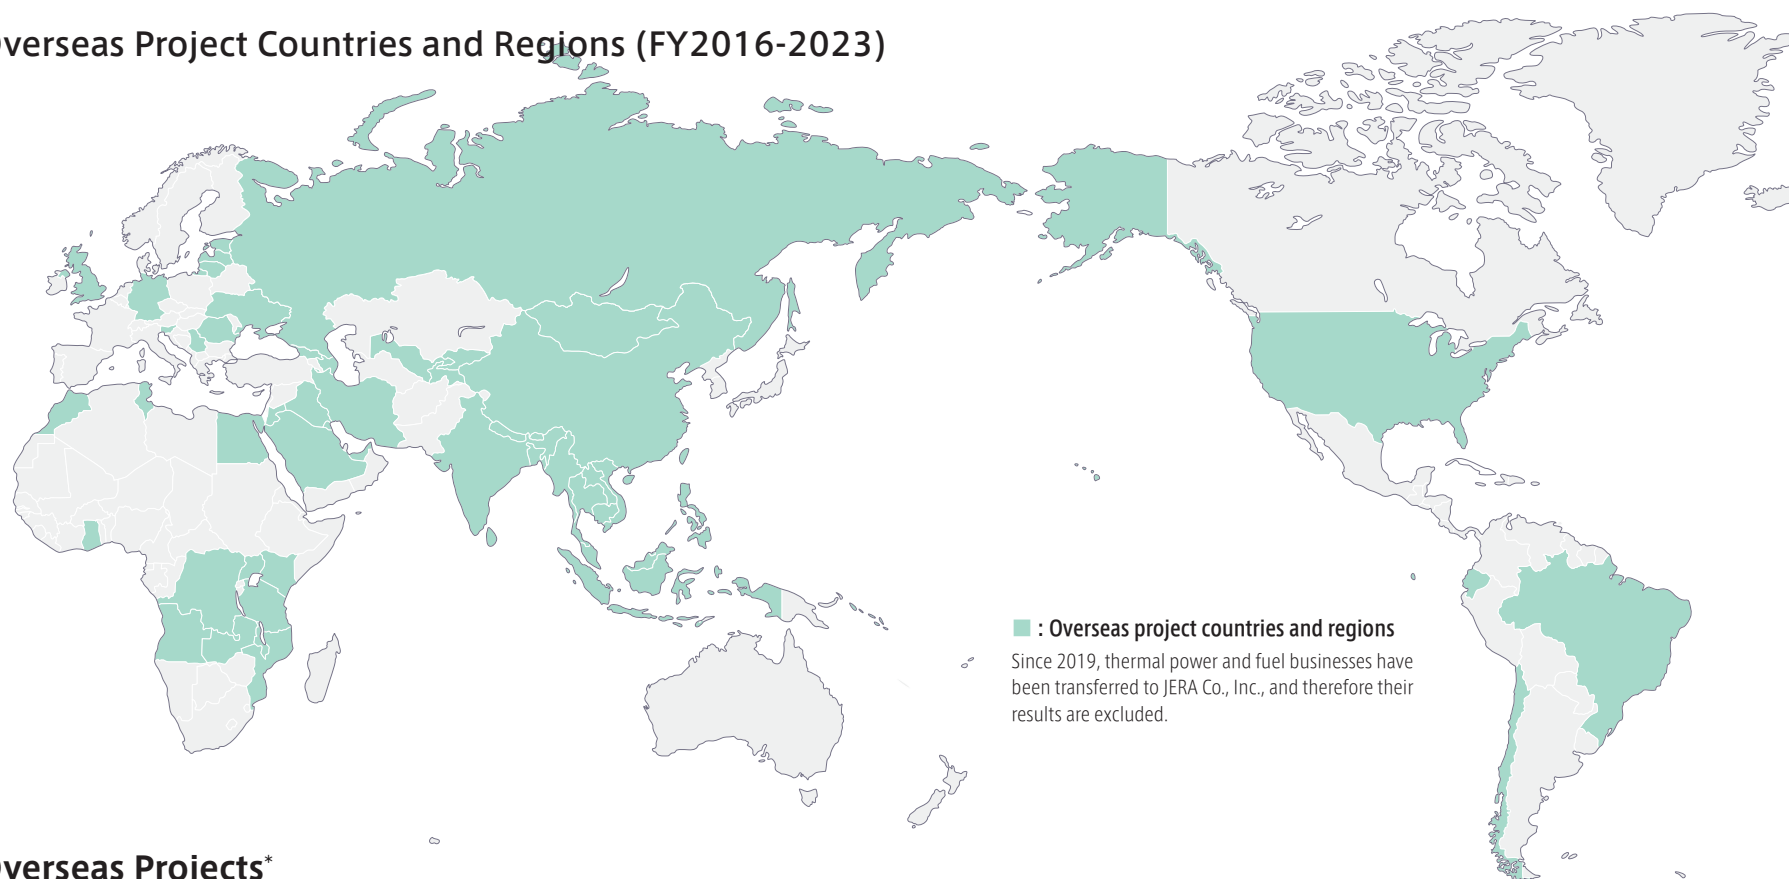 verseas Project Countries and Regions (FY2016-2023)
: Overseas project countries and regions
Since 2019, thermal power and fuel businesses have
been transferred to JERA Co., Inc., and therefore their
results are excluded.
verseas Projects*